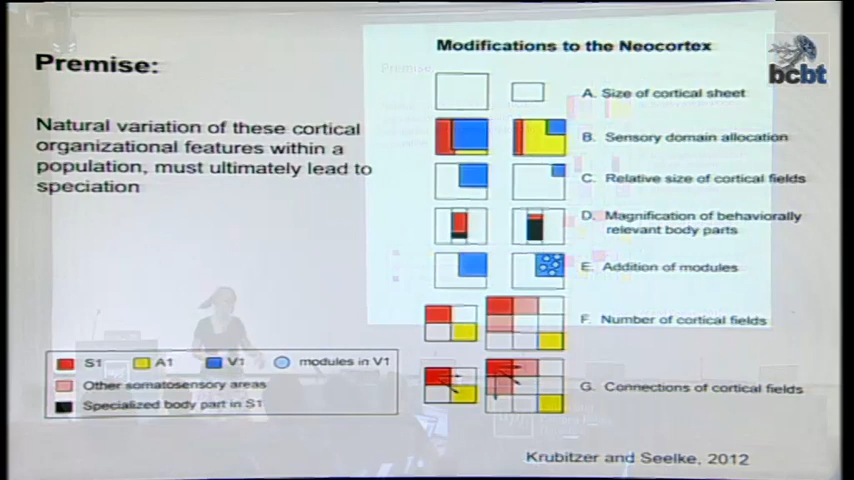 Premise:
Natural variation of these cortical
organizational features within a
population, must ultimately lead to
speciation
Modifications to the Neocortex
A. Size of cortical sheet
B. Sensory domain allocation
C. Relative size of cortical fields
D. Magnification of behaviorally
relevant body parts
E. Addition of modules
F. Number of cortical fields
G. Connections of cortical fields
S1
A1
V1
modules in V1
Other somatosensory areas
Specialized body part in S1
Krubitzer and Seelke, 2012
bcbt
Premise